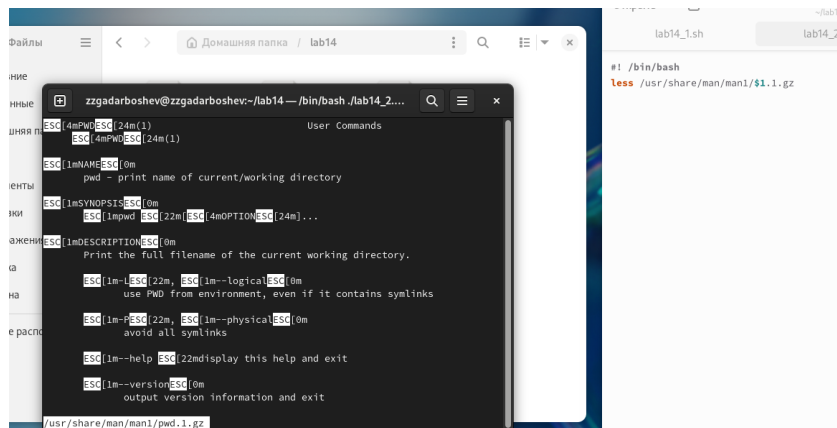 Файлы
Домашняя папка / lab14
zzgadarboshev@zzgadarboshev:~/lab14 — /bin/bash ./lab14_2....
ESC[4mPWDESC[24m(1) User Commands
ESC[4mPWDESC[24m(1)
ESC[1mNAMEESC[0m
pwd - print name of current/working directory
ESC[1mSYNOPSISESC[0m
ESC[1mpwd ESC[22m[ESC[4mOPTIONESC[24m]...
ESC[1mDESCRIPTIONESC[0m
Print the full filename of the current working directory.
ESC[1m-LESC[22m, ESC[1m--logicalESC[0m
use PWD from environment, even if it contains symlinks
ESC[1m-PESC[22m, ESC[1m--physicalESC[0m
avoid all symlinks
ESC[1m--help ESC[22mdisplay this help and exit
ESC[1m--versionESC[0m
output version information and exit
/usr/share/man/man1/pwd.1.gz
~/lab1
lab14_1.sh lab14_2
#! /bin/bash
less /usr/share/man/man1/$1.1.gz